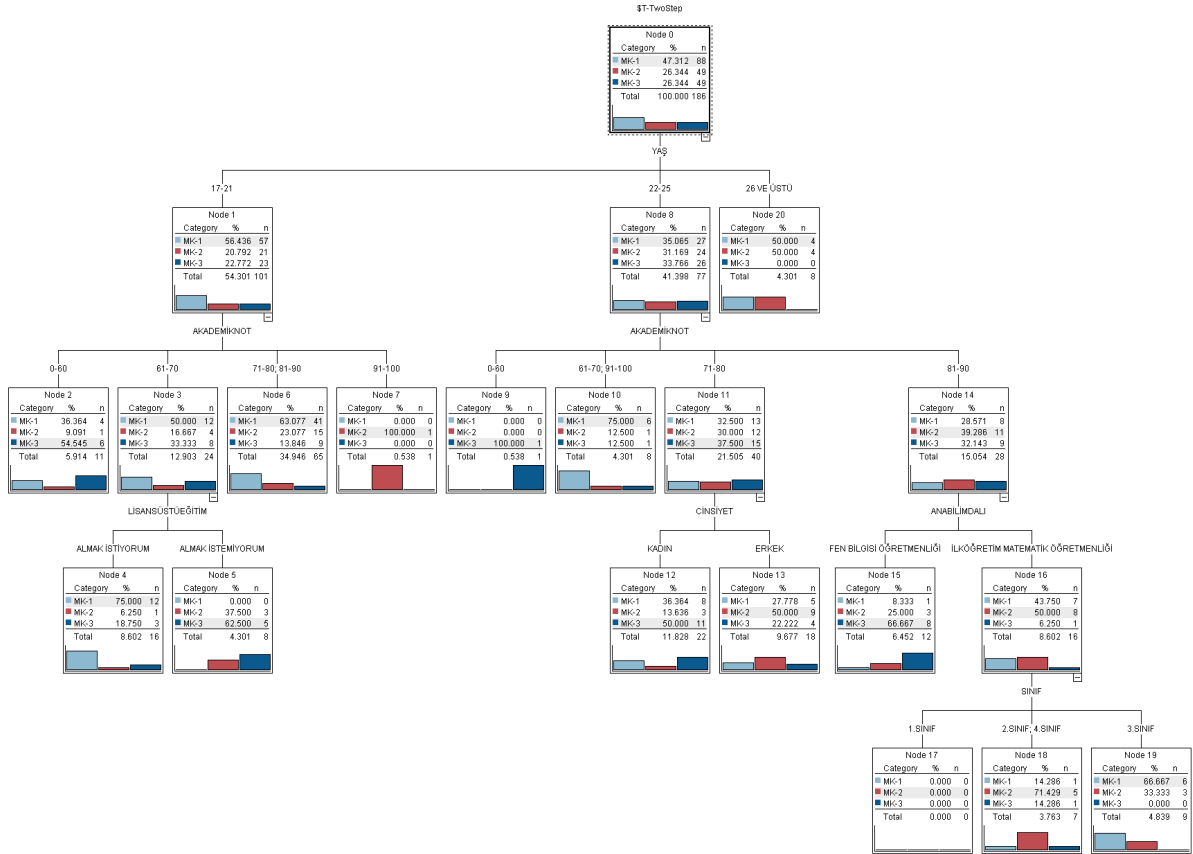 $T-TwoStep
Node 0
Category % n
MK-1 47.312 88
MK-2 26.344 49
MK-3 26.344 49
Total 100.000 186
YAŞ
17-21
22-25
26 VE ÜSTÜ
Node 1
Category % n
MK-1 56.436 57
MK-2 20.792 21
MK-3 22.772 23
Total 54.301 101
Node 8
Category % n
MK-1 35.065 27
MK-2 31.169 24
MK-3 33.766 26
Total 41.398 77
Node 20
Category % n
MK-1 50.000 4
MK-2 50.000 4
MK-3 0.000 0
Total 4.301 8
AKADEMİKNOT
AKADEMİKNOT
0-60
61-70
71-80; 81-90
91-100
0-60
61-70; 91-100
71-80
81-90
Node 2
Category % n
MK-1 36.364 4
MK-2 9.091 1
MK-3 54.545 6
Total 5.914 11
Node 3
Category % n
MK-1 50.000 12
MK-2 16.667 4
MK-3 33.333 8
Total 12.903 24
Node 6
Category % n
MK-1 63.077 41
MK-2 23.077 15
MK-3 13.846 9
Total 34.946 65
Node 7
Category % n
MK-1 0.000 0
MK-2 100.000 1
MK-3 0.000 0
Total 0.538 1
Node 9
Category % n
MK-1 0.000 0
MK-2 0.000 0
MK-3 100.000 1
Total 0.538 1
Node 10
Category % n
MK-1 75.000 6
MK-2 12.500 1
MK-3 12.500 1
Total 4.301 8
Node 11
Category % n
MK-1 32.500 13
MK-2 30.000 12
MK-3 37.500 15
Total 21.505 40
Node 14
Category % n
MK-1 28.571 8
MK-2 39.286 11
MK-3 32.143 9
Total 15.054 28
LİSANSÜSTÜEĞİTİM
CİNSİYET
ANABİLİMDALI
ALMAK İSTİYORUM
ALMAK İSTEMİYORUM
KADIN
ERKEK
FEN BİLGİSİ ÖĞRETMENLİĞİ
İLKÖĞRETİM MATEMATİK ÖĞRETMENLİĞİ
Node 4
Category % n
MK-1 75.000 12
MK-2 6.250 1
MK-3 18.750 3
Total 8.602 16
Node 5
Category % n
MK-1 0.000 0
MK-2 37.500 3
MK-3 62.500 5
Total 4.301 8
Node 12
Category % n
MK-1 36.364 8
MK-2 13.636 3
MK-3 50.000 11
Total 11.828 22
Node 13
Category % n
MK-1 27.778 5
MK-2 50.000 9
MK-3 22.222 4
Total 9.677 18
Node 15
Category % n
MK-1 8.333 1
MK-2 25.000 3
MK-3 66.667 8
Total 6.452 12
Node 16
Category % n
MK-1 43.750 7
MK-2 50.000 8
MK-3 6.250 1
Total 8.602 16
SINIF
1.SINIF
2.SINIF; 4.SINIF
3.SINIF
Node 17
Category % n
MK-1 0.000 0
MK-2 0.000 0
MK-3 0.000 0
Total 0.000 0
Node 18
Category % n
MK-1 14.286 1
MK-2 71.429 5
MK-3 14.286 1
Total 3.763 7
Node 19
Category % n
MK-1 66.667 6
MK-2 33.333 3
MK-3 0.000 0
Total 4.839 9